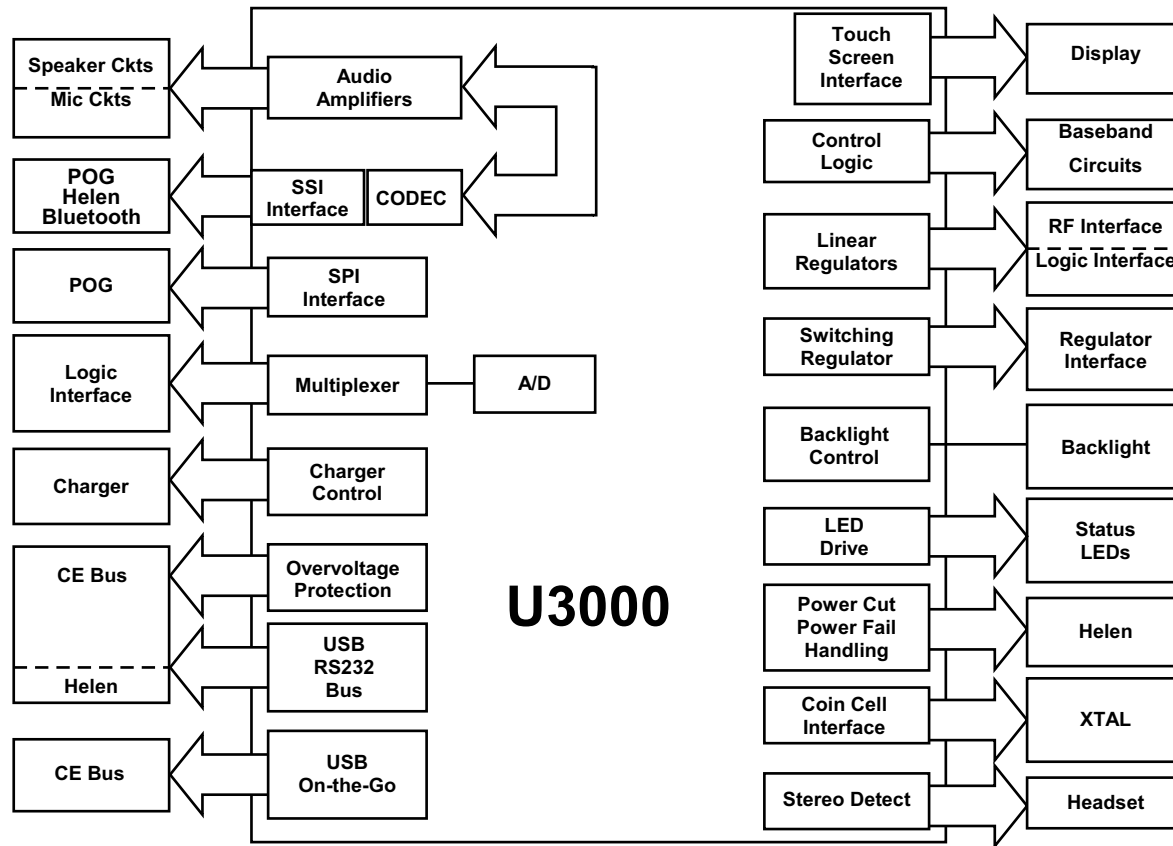 Speaker Ckts
Mic Ckts
Audio
Amplifiers
POG
Helen
Bluetooth
SSI
Interface
CODEC
POG
SPI
Interface
Logic
Interface
Multiplexer
A/D
Charger
Charger
Control
CE Bus
Helen
Overvoltage
Protection
USB
RS232
Bus
CE Bus
USB
On-the-Go
U3000
Touch
Screen
Interface
Display
Control
Logic
Baseband
Circuits
Linear
Regulators
RF Interface
Logic Interface
Switching
Regulator
Regulator
Interface
Backlight
Control
Backlight
LED
Drive
Status
LEDs
Power Cut
Power Fail
Handling
Helen
Coin Cell
Interface
XTAL
Stereo Detect
Headset